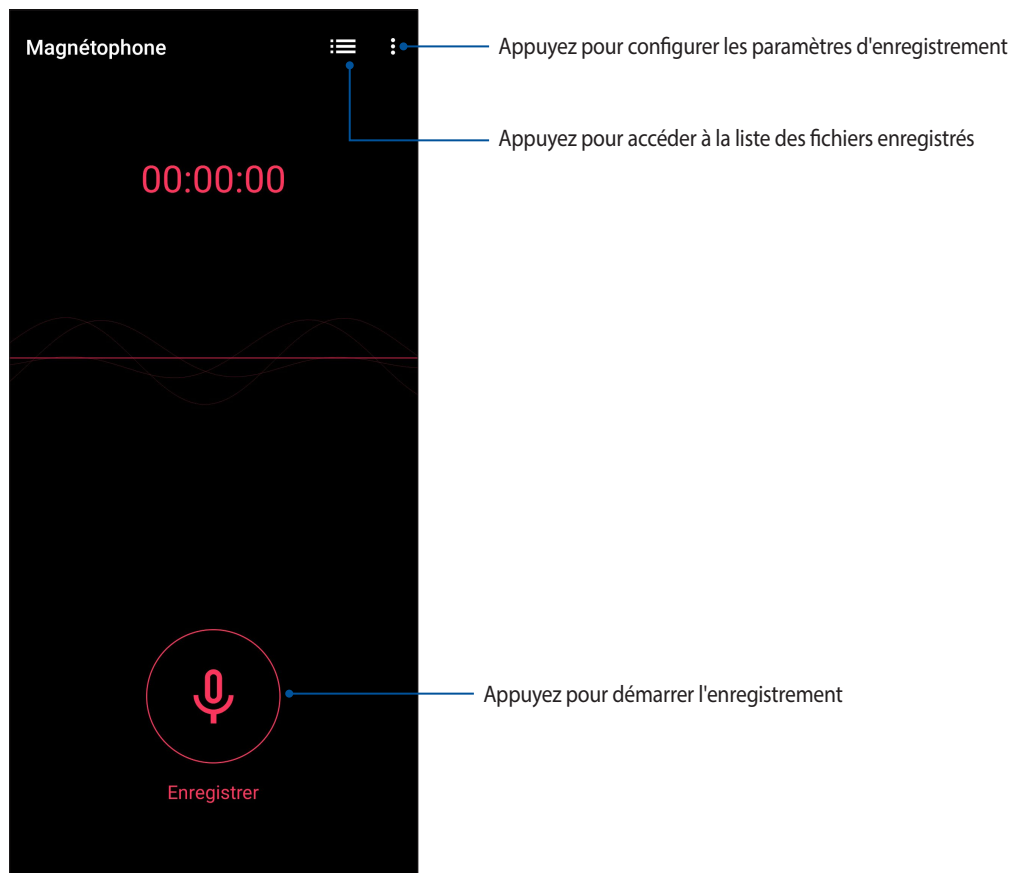 Magnétophone
Appuyez pour configurer les paramètres d'enregistrement
Appuyez pour accéder à la liste des fichiers enregistrés
00:00:00
Appuyez pour démarrer l'enregistrement
Enregistrer